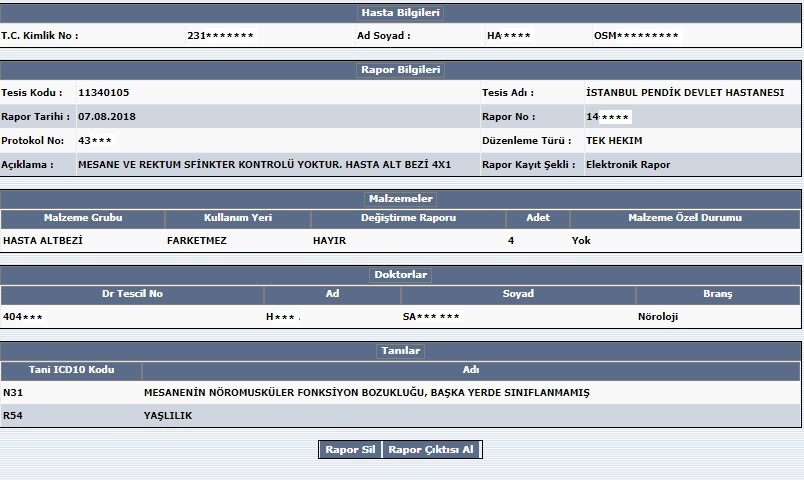 Hasta Bilgileri
T.C. Kimlik No : 231******* Ad Soyad : HA**** OSM*********
Rapor Bilgileri
Tesis Kodu : 11340105 Tesis Adı : İSTANBUL PENDİK DEVLET HASTANESI
Rapor Tarihi : 07.08.2018 Rapor No : 14****
Protokol No: 43*** Düzenleme Türü : TEK HEKIM
Açıklama : MESANE VE REKTUM SFİNKTER KONTROLÜ YOKTUR. HASTA ALT BEZİ 4X1 Rapor Kayıt Şekli : Elektronik Rapor
Malzemeler
Malzeme Grubu Kullanım Yeri Değiştirme Raporu Adet Malzeme Özel Durumu
HASTA ALTBEZİ FARKETMEZ HAYIR 4 Yok
Doktorlar
Dr Tescil No Ad Soyad Branş
404*** H*** . SA*** *** Nöroloji
Tanılar
Tani ICD10 Kodu Adı
N31 MESANENİN NÖROMUSKÜLER FONKSİYON BOZUKLUĞU, BAŞKA YERDE SINIFLANMAMIŞ
R54 YAŞLILIK
Rapor Sil Rapor Çıktısı Al